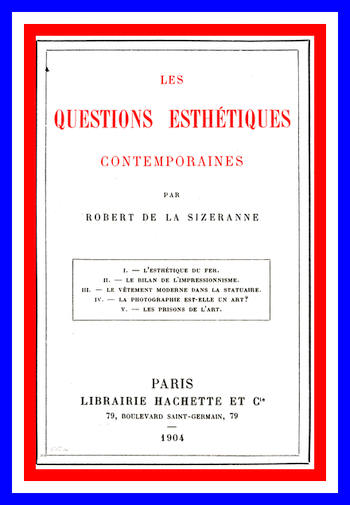 LES
QUESTIONS ESTHÉTIQUES
CONTEMPORAINES
PAR
ROBERT DE LA SIZERANNE
I. — L'ESTHÉTIQUE DU FER.
II. — LE BILAN DE L'IMPRESSIONNISME.
III. — LE VÊTEMENT MODERNE DANS LA STATUAIRE.
IV. — LA PHOTOGRAPHIE EST-ELLE UN ART?
V. — LES PRISONS DE L'ART.
PARIS
LIBRAIRIE HACHETTE ET Cie
79, BOULEVARD SAINT-GERMAIN, 79
1904